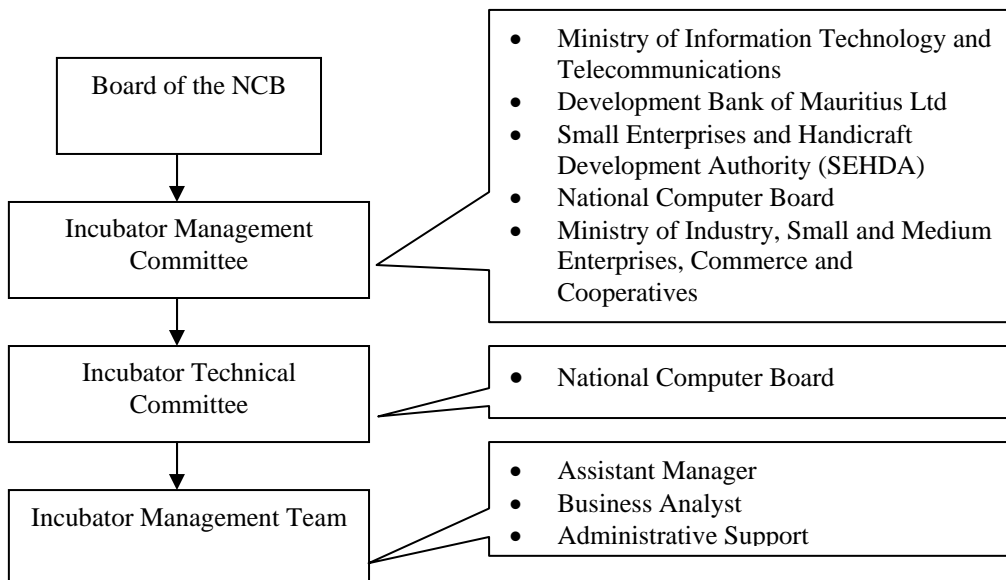 Board of the NCB
• Ministry of Information Technology and
Telecommunications
• Development Bank of Mauritius Ltd
• Small Enterprises and Handicraft
Development Authority (SEHDA)
• National Computer Board
• Ministry of Industry, Small and Medium
Enterprises, Commerce and
Cooperatives
Incubator Management
Committee
Incubator Technical
Committee
• National Computer Board
Incubator Management Team
• Assistant Manager
• Business Analyst
• Administrative Support